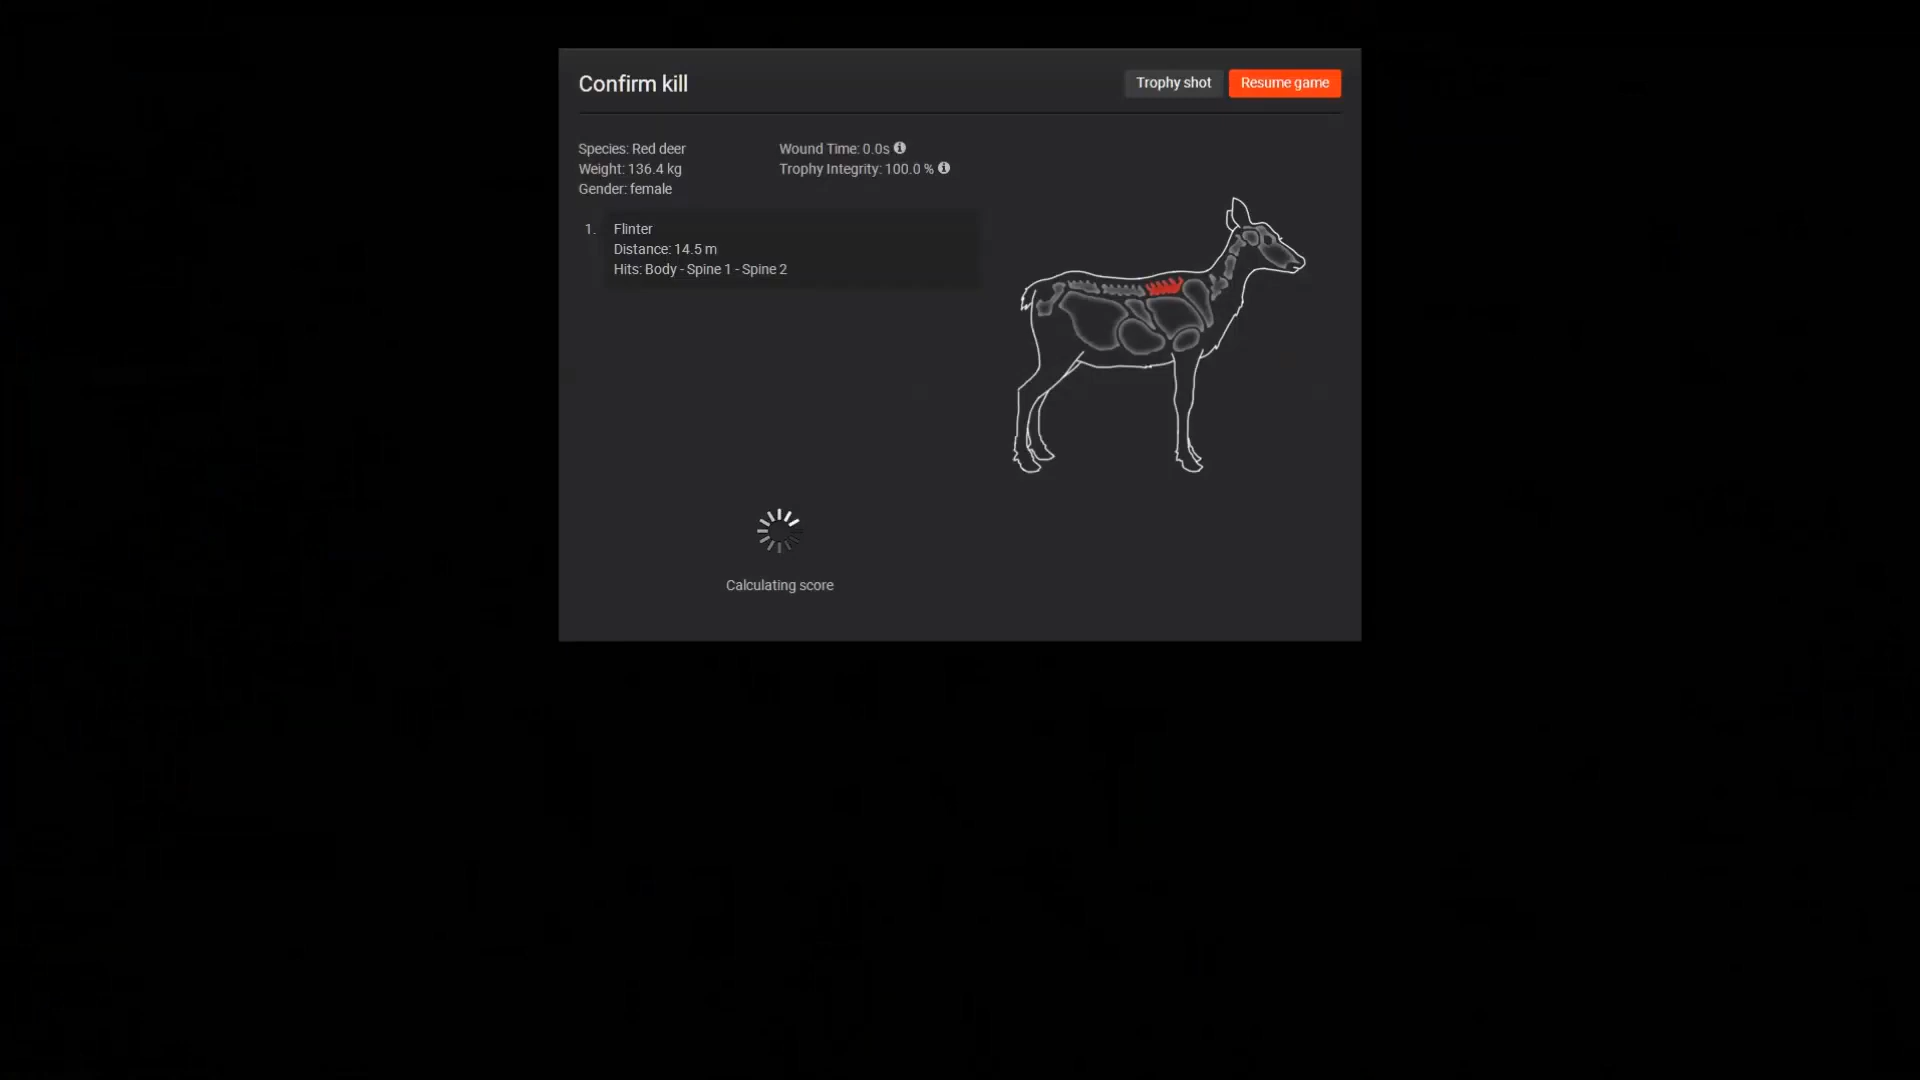 Confirm kill
Trophy shot
Resume game
Species: Red deer
Weight: 136.4 kg
Gender: female
Wound Time: 0.0s
Trophy Integrity: 100.0 %
1. Flinter
Distance: 14.5 m
Hits: Body - Spine 1 - Spine 2
Calculating score